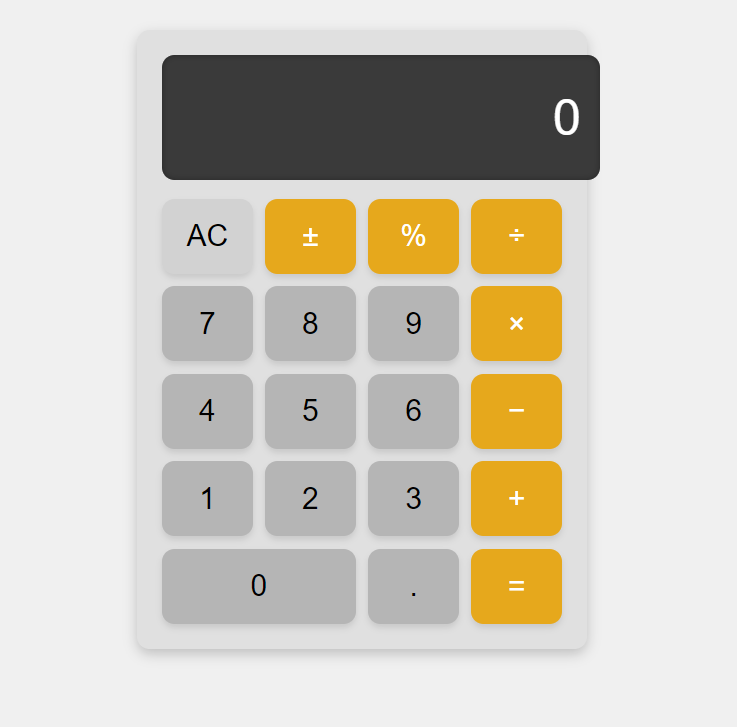 0
AC ± % ÷
7 8 9 ×
4 5 6 −
1 2 3 +
0 . =